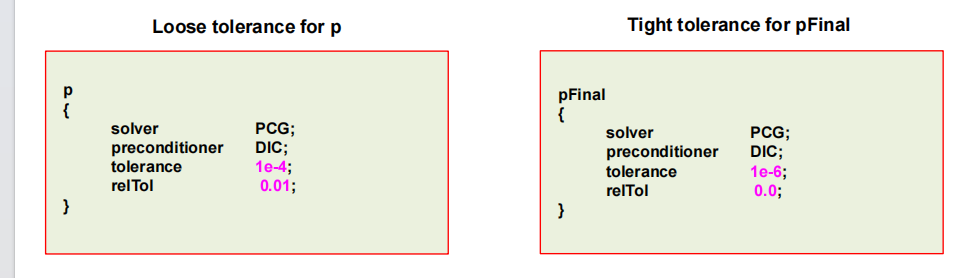 Loose tolerance for p
p
{
solver PCG;
preconditioner DIC;
tolerance 1e-4;
relTol 0.01;
}
Tight tolerance for pFinal
pFinal
{
solver PCG;
preconditioner DIC;
tolerance 1e-6;
relTol 0.0;
}